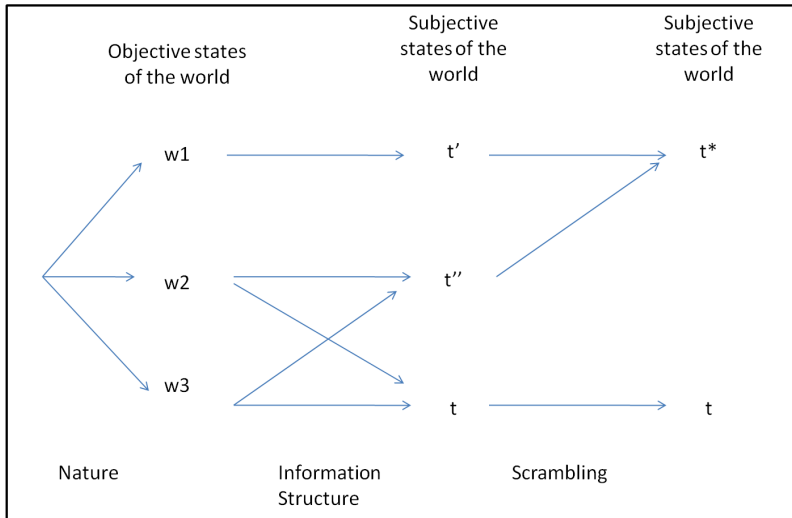 Objective states
of the world
Subjective
states of the
world
Subjective
states of the
world
w1
t’
t*
w2
t’’
w3
t
t
Nature
Information
Structure
Scrambling